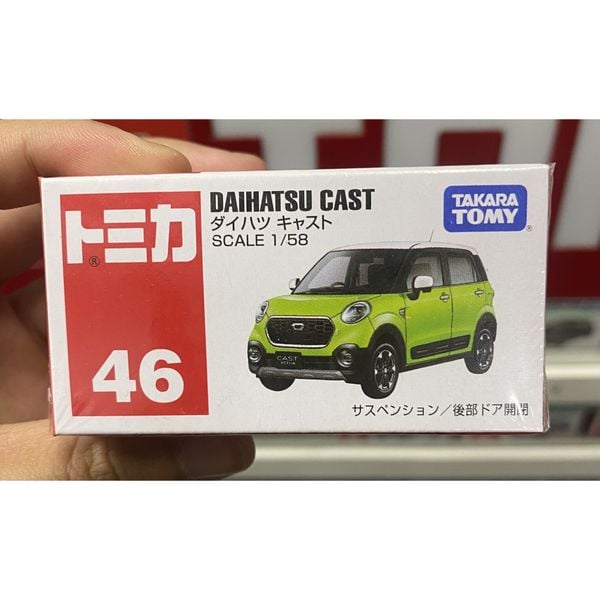 トミカ®
46
DAIHATSU CAST
ダイハツ キャスト
SCALE 1/58
TAKARA
TOMY®
CAST
サスペンション／後部ドア開閉